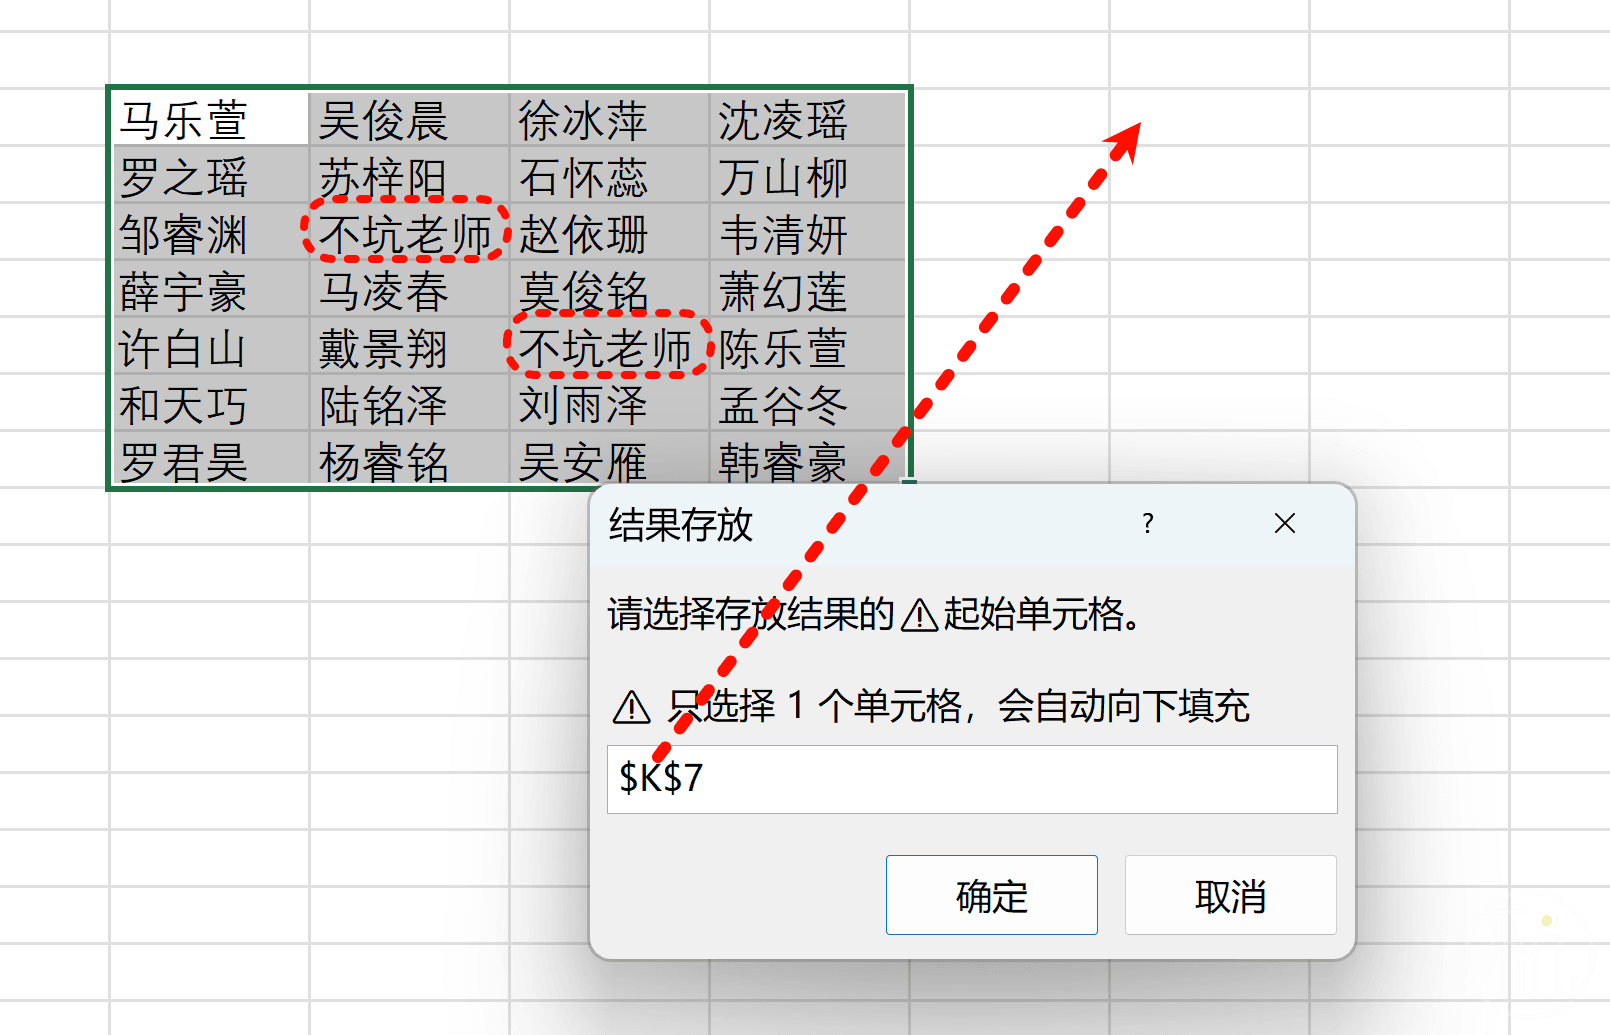 马乐萱 吴俊晨 徐冰萍 沈凌瑶
罗之瑶 苏梓阳 石怀蕊 万山柳
邹睿渊 不坑老师 赵依珊 韦清妍
薛宇豪 马凌春 莫俊铭 萧幻莲
许白山 戴景翔 不坑老师 陈乐萱
和天巧 陆铭泽 刘雨泽 孟谷冬
罗君昊 杨睿铭 吴安雁 韩睿豪
结果存放 ? ×
请选择存放结果的⚠起始单元格。
⚠ 只选择 1 个单元格，会自动向下填充
$K$7
确定 取消